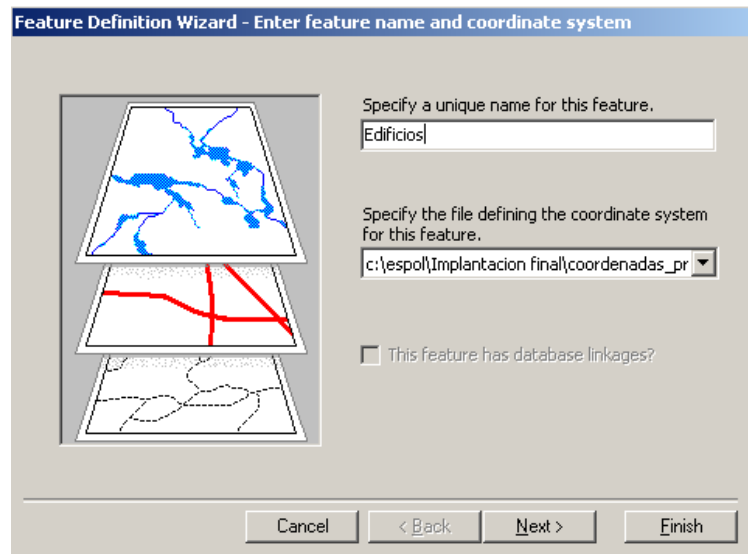 Feature Definition Wizard - Enter feature name and coordinate system
Specify a unique name for this feature.
Edificios
Specify the file defining the coordinate system
for this feature.
c:\espol\Implantacion final\coordenadas_pr
This feature has database linkages?
Cancel
< Back
Next >
Finish